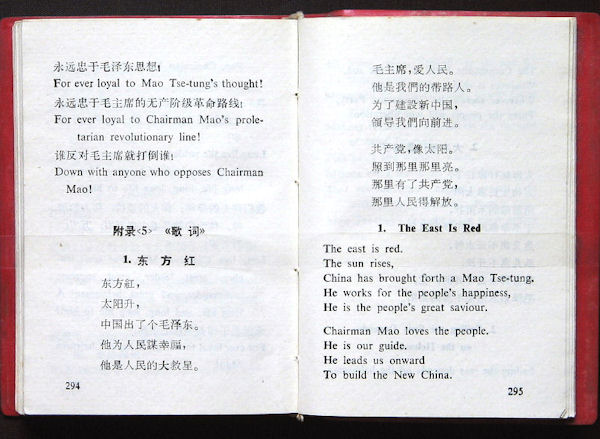 永远忠于毛泽东思想!
For ever loyal to Mao Tse-tung's thought!
永远忠于毛主席的无产阶级革命路线!
For ever loyal to Chairman Mao's prole-
tarian revolutionary line!
谁反对毛主席就打倒谁!
Down with anyone who opposes Chairman
Mao!
附录<5> 《歌 词》
1. 东 方 红
东方紅,
太阳升,
中国出了个毛泽东。
他为人民謀幸福,
他是人民的大救星。
294
毛主席,爱人民。
他是我們的带路人。
为了建設新中国,
領导我們向前进。
共产党,像太阳。
照到那里那里亮。
那里有了共产党,
那里人民得解放。
1. The East Is Red
The east is red.
The sun rises,
China has brought forth a Mao Tse-tung.
He works for the people's happiness,
He is the people's great saviour.
Chairman Mao loves the people.
He is our guide.
He leads us onward
To build the New China.
295